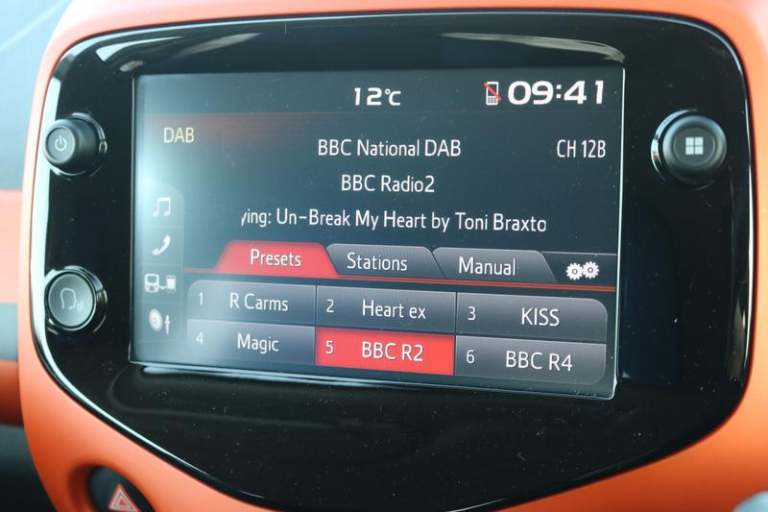 12°C 09:41
DAB
BBC National DAB CH 12B
BBC Radio2
ying: Un-Break My Heart by Toni Braxto
Presets Stations Manual
1 R Carms 2 Heart ex 3 KISS
4 Magic 5 BBC R2 6 BBC R4